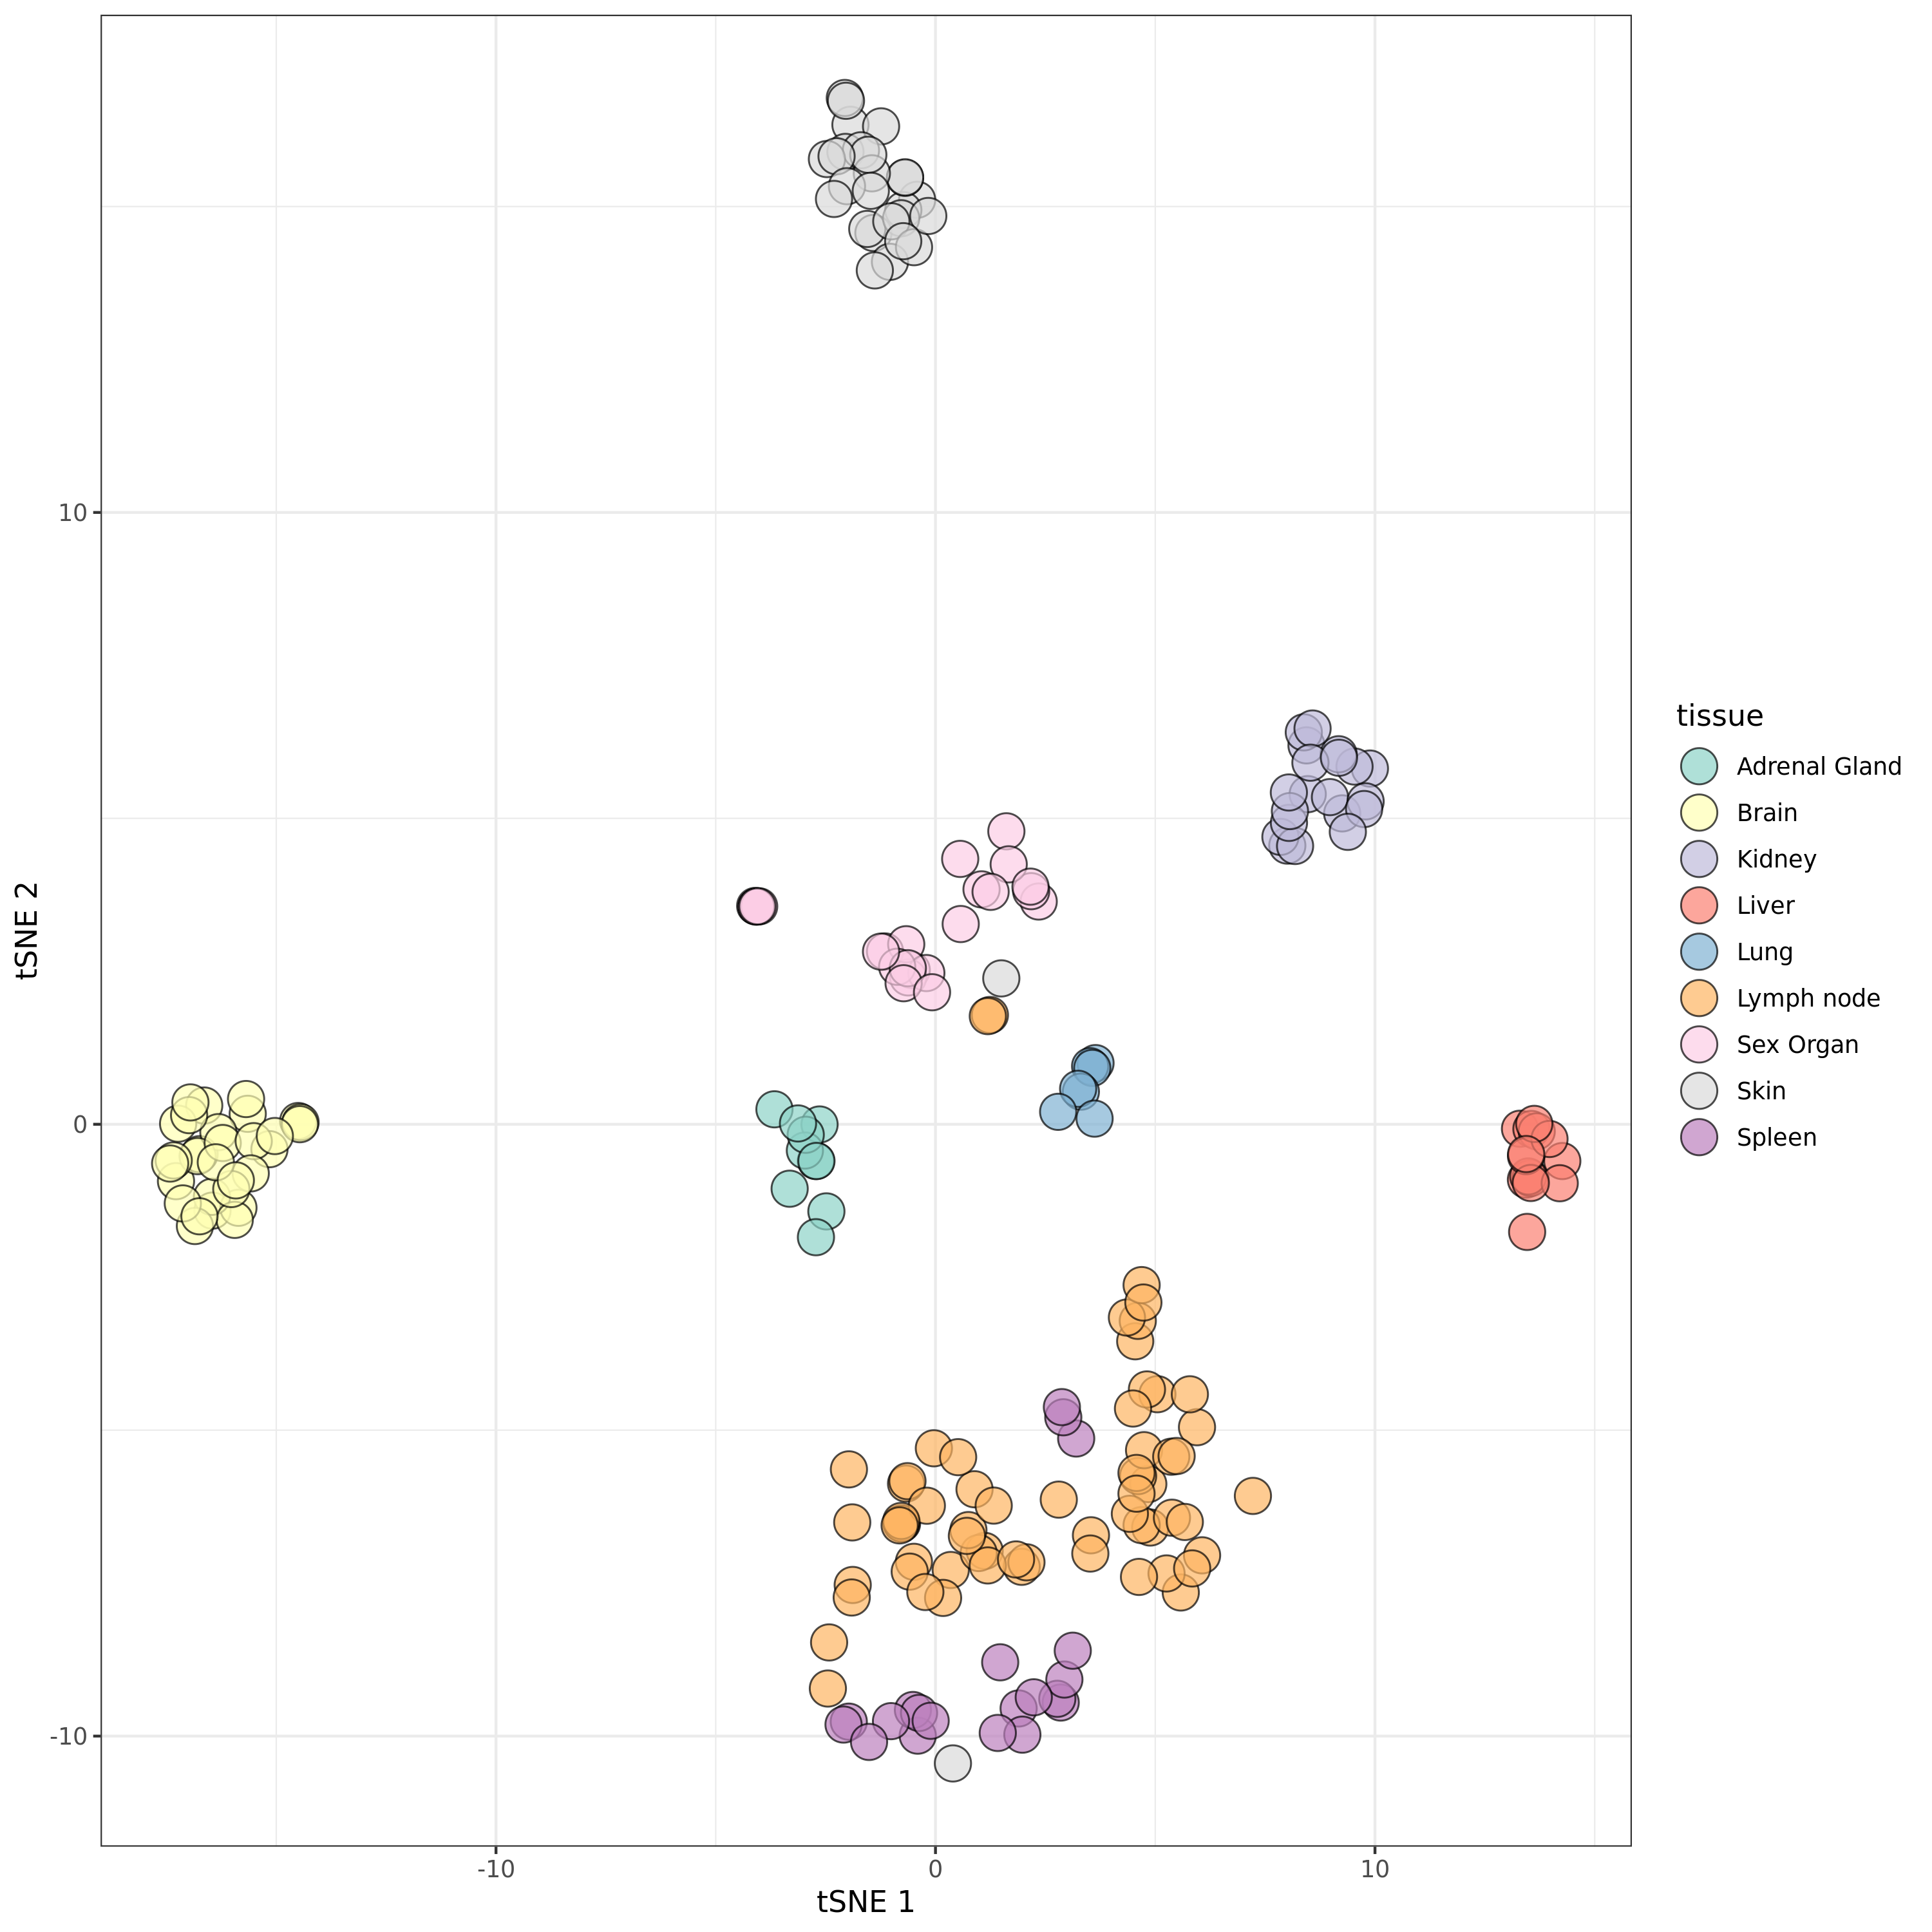 tSNE 2
10
0
-10
-10
0
10
tSNE 1
tissue
Adrenal Gland
Brain
Kidney
Liver
Lung
Lymph node
Sex Organ
Skin
Spleen